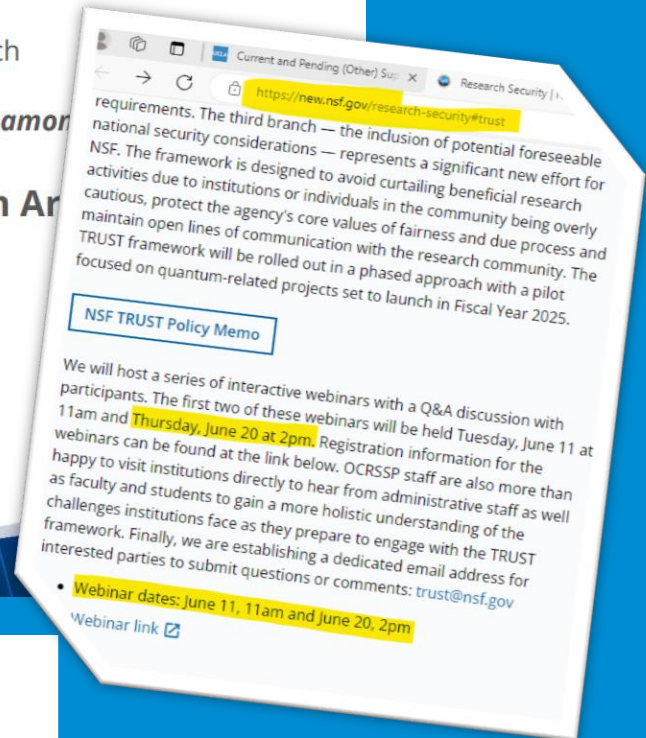 ch
amon
n Ar
Current and Pending (Other) Sup
Research Security |
https://new.nsf.gov/research-security#trust
requirements. The third branch — the inclusion of potential foreseeable
national security considerations — represents a significant new effort for
NSF. The framework is designed to avoid curtailing beneficial research
activities due to institutions or individuals in the community being overly
cautious, protect the agency's core values of fairness and due process and
maintain open lines of communication with the research community. The
TRUST framework will be rolled out in a phased approach with a pilot
focused on quantum-related projects set to launch in Fiscal Year 2025.
NSF TRUST Policy Memo
We will host a series of interactive webinars with a Q&A discussion with
participants. The first two of these webinars will be held Tuesday, June 11 at
11am and Thursday, June 20 at 2pm. Registration information for the
webinars can be found at the link below. OCRSSP staff are also more than
happy to visit institutions directly to hear from administrative staff as well
as faculty and students to gain a more holistic understanding of the
challenges institutions face as they prepare to engage with the TRUST
framework. Finally, we are establishing a dedicated email address for
interested parties to submit questions or comments: trust@nsf.gov
• Webinar dates: June 11, 11am and June 20, 2pm
Webinar link